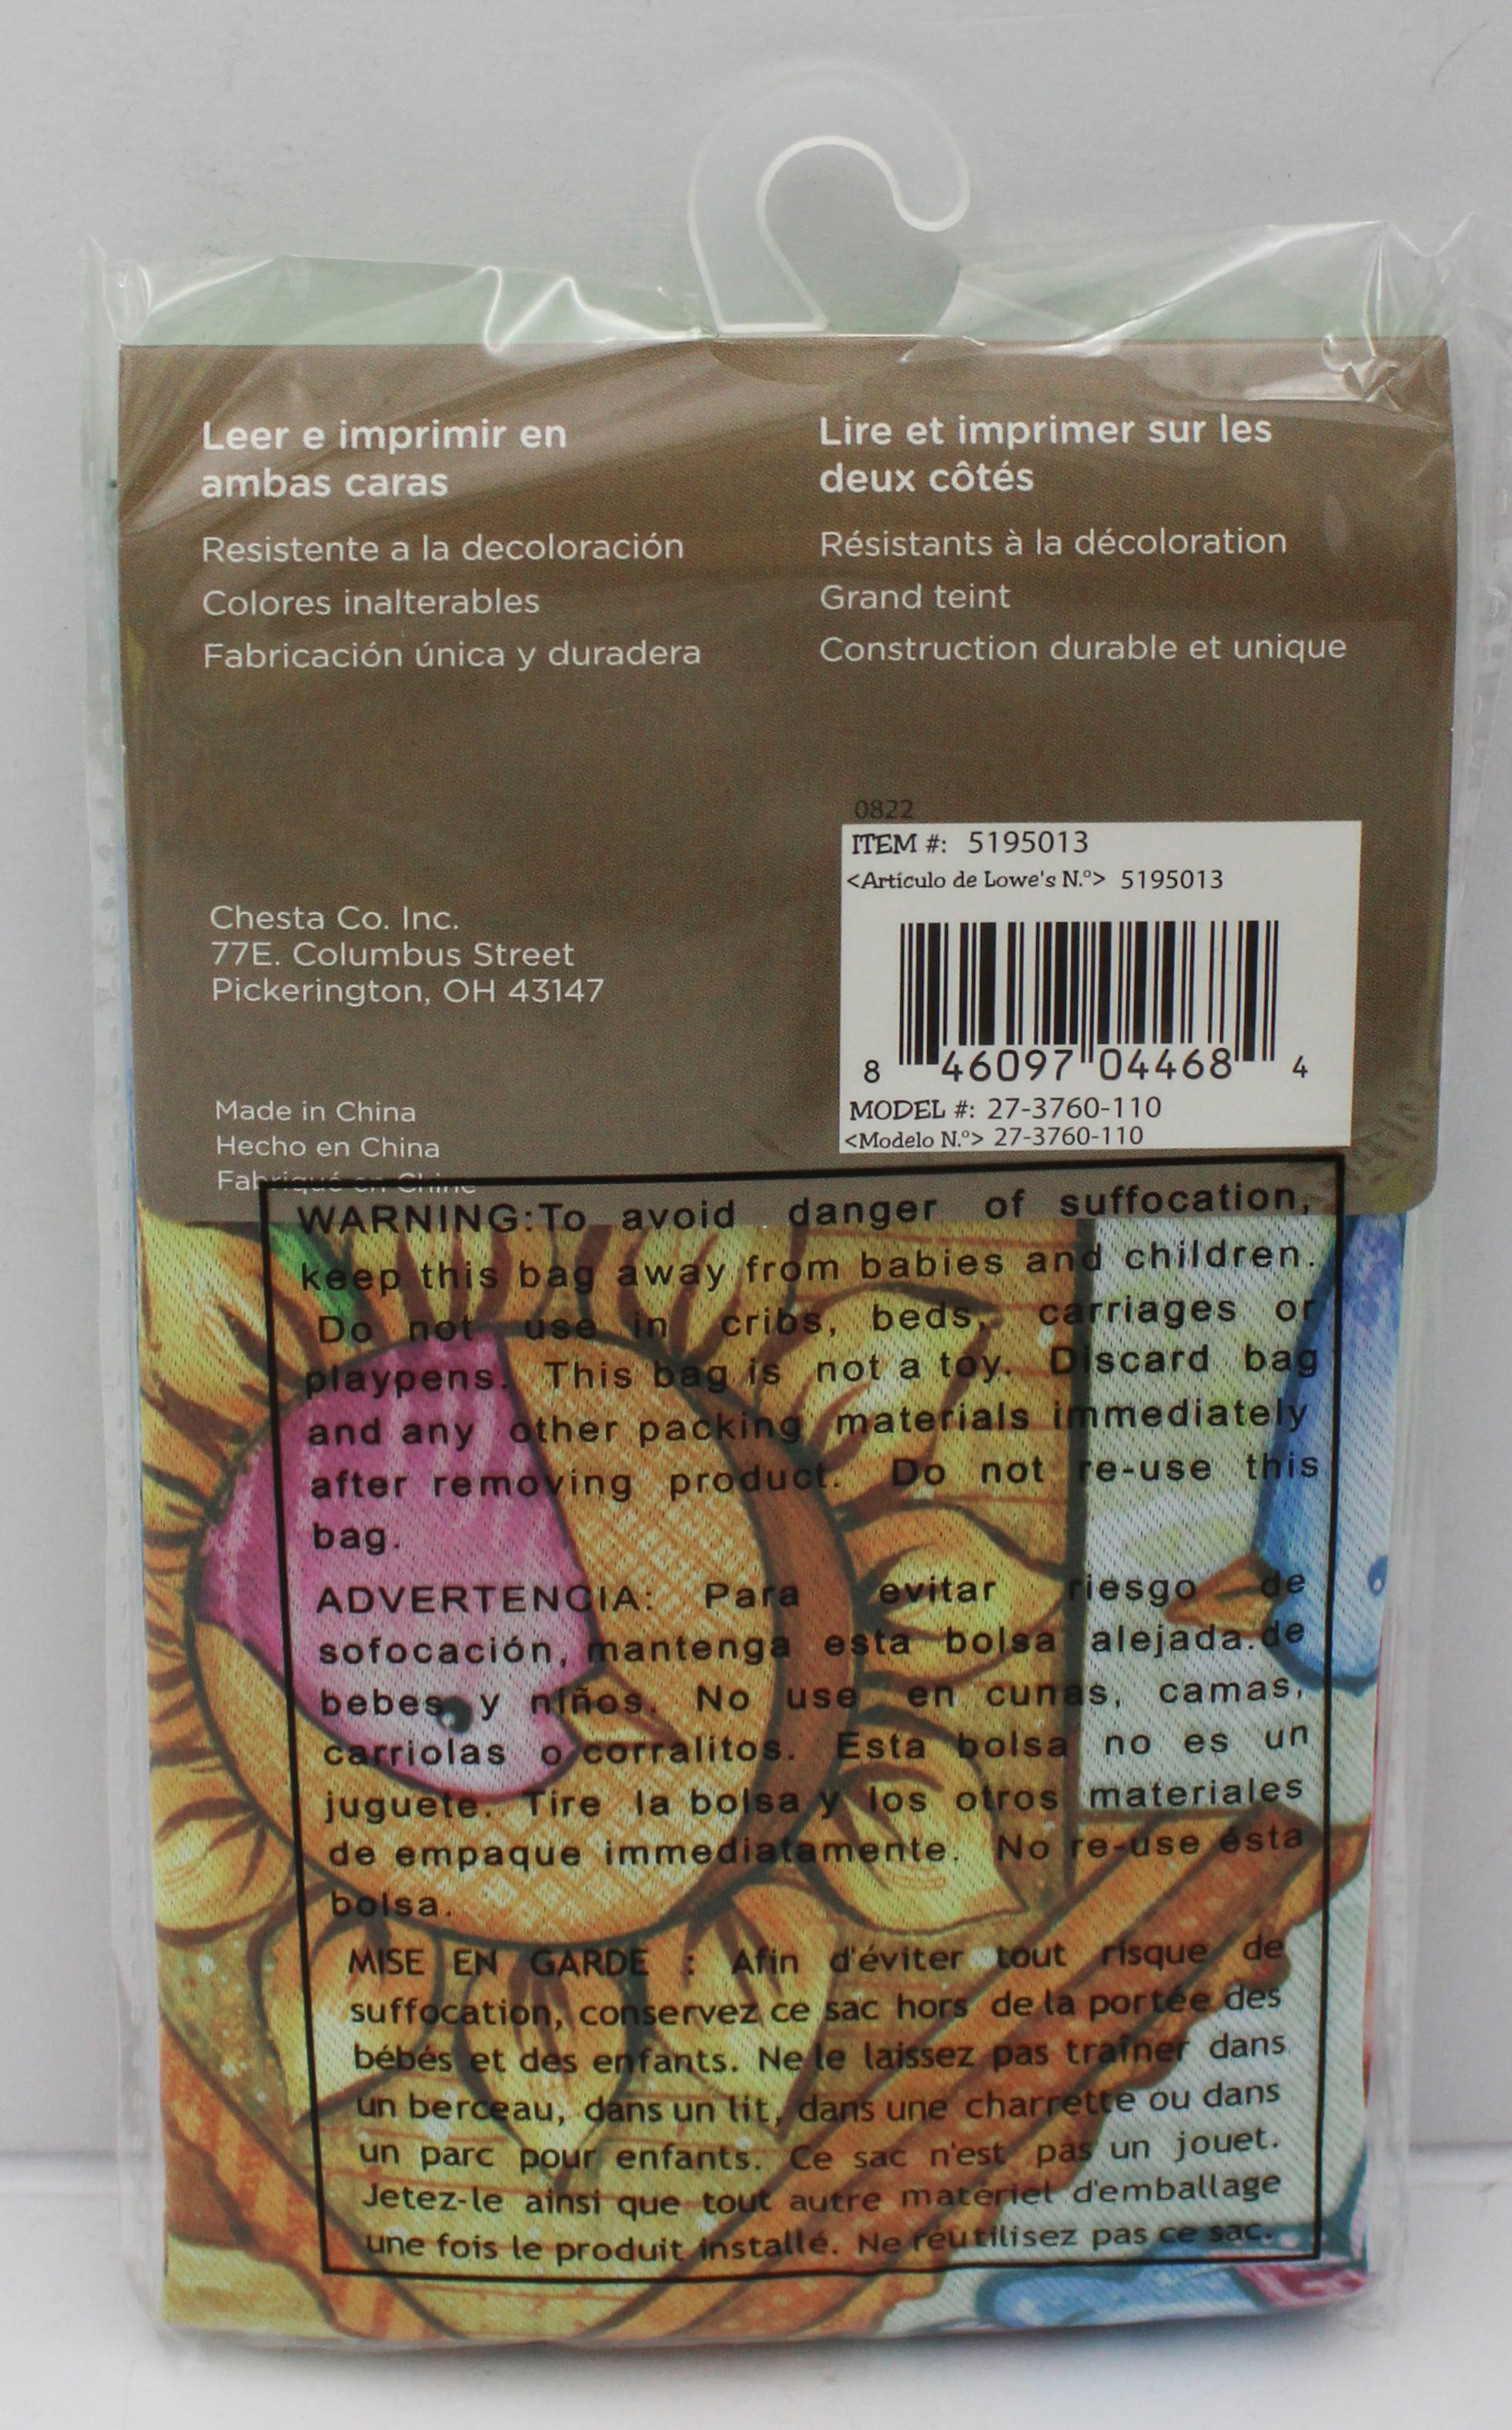 Leer e imprimir en
ambas caras
Resistente a la decoloración
Colores inalterables
Fabricación única y duradera
Lire et imprimer sur les
deux côtés
Résistants à la décoloration
Grand teint
Construction durable et unique
Chesta Co. Inc.
77E. Columbus Street
Pickerington, OH 43147
Made in China
Hecho en China
Fabriqué en Chine
0822
ITEM #: 5195013
<Artículo de Lowe's N.º> 5195013
8 46097 04468 4
MODEL #: 27-3760-110
<Modelo N.º> 27-3760-110
WARNING:To avoid danger of suffocation,
keep this bag away from babies and children.
Do not use in cribs, beds, carriages or
playpens. This bag is not a toy. Discard bag
and any other packing materials immediately
after removing product. Do not re-use this
bag.
ADVERTENCIA: Para evitar riesgo de
sofocación, mantenga esta bolsa alejada.de
bebes y niños. No use en cunas, camas,
carriolas o corralitos. Esta bolsa no es un
juguete. Tire la bolsa y los otros materiales
de empaque immediatamente. No re-use ésta
bolsa.
MISE EN GARDE : Afin d'éviter tout risque de
suffocation, conservez ce sac hors de la portée des
bébés et des enfants. Ne le laissez pas traîner dans
un berceau, dans un lit, dans une charrette ou dans
un parc pour enfants. Ce sac n'est pas un jouet.
Jetez-le ainsi que tout autre matériel d'emballage
une fois le produit installé. Ne réutilisez pas ce sac.